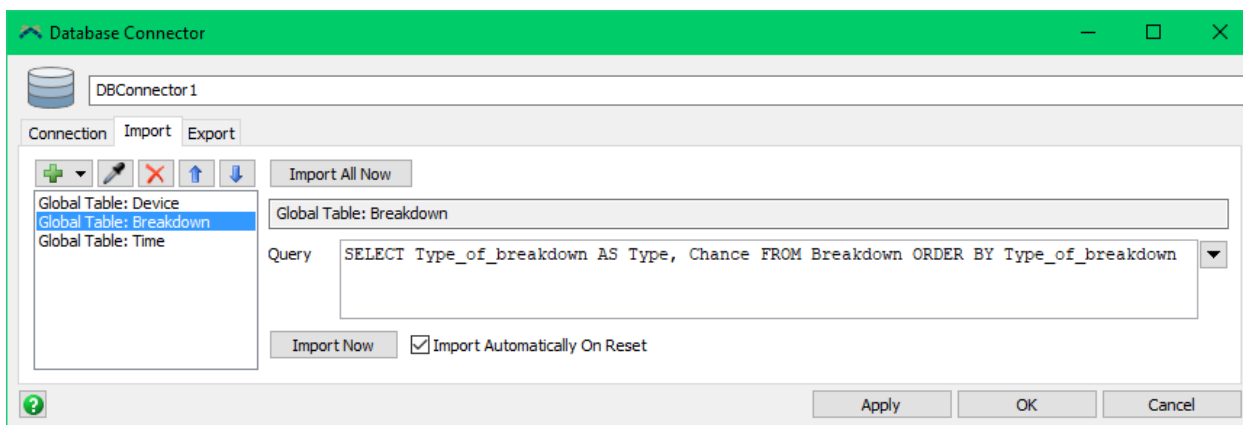 Database Connector
DBConnector1
Connection Import Export
Import All Now
Global Table: Device
Global Table: Breakdown
Global Table: Time
Global Table: Breakdown
Query
SELECT Type_of_breakdown AS Type, Chance FROM Breakdown ORDER BY Type_of_breakdown
Import Now
Import Automatically On Reset
?
Apply
OK
Cancel